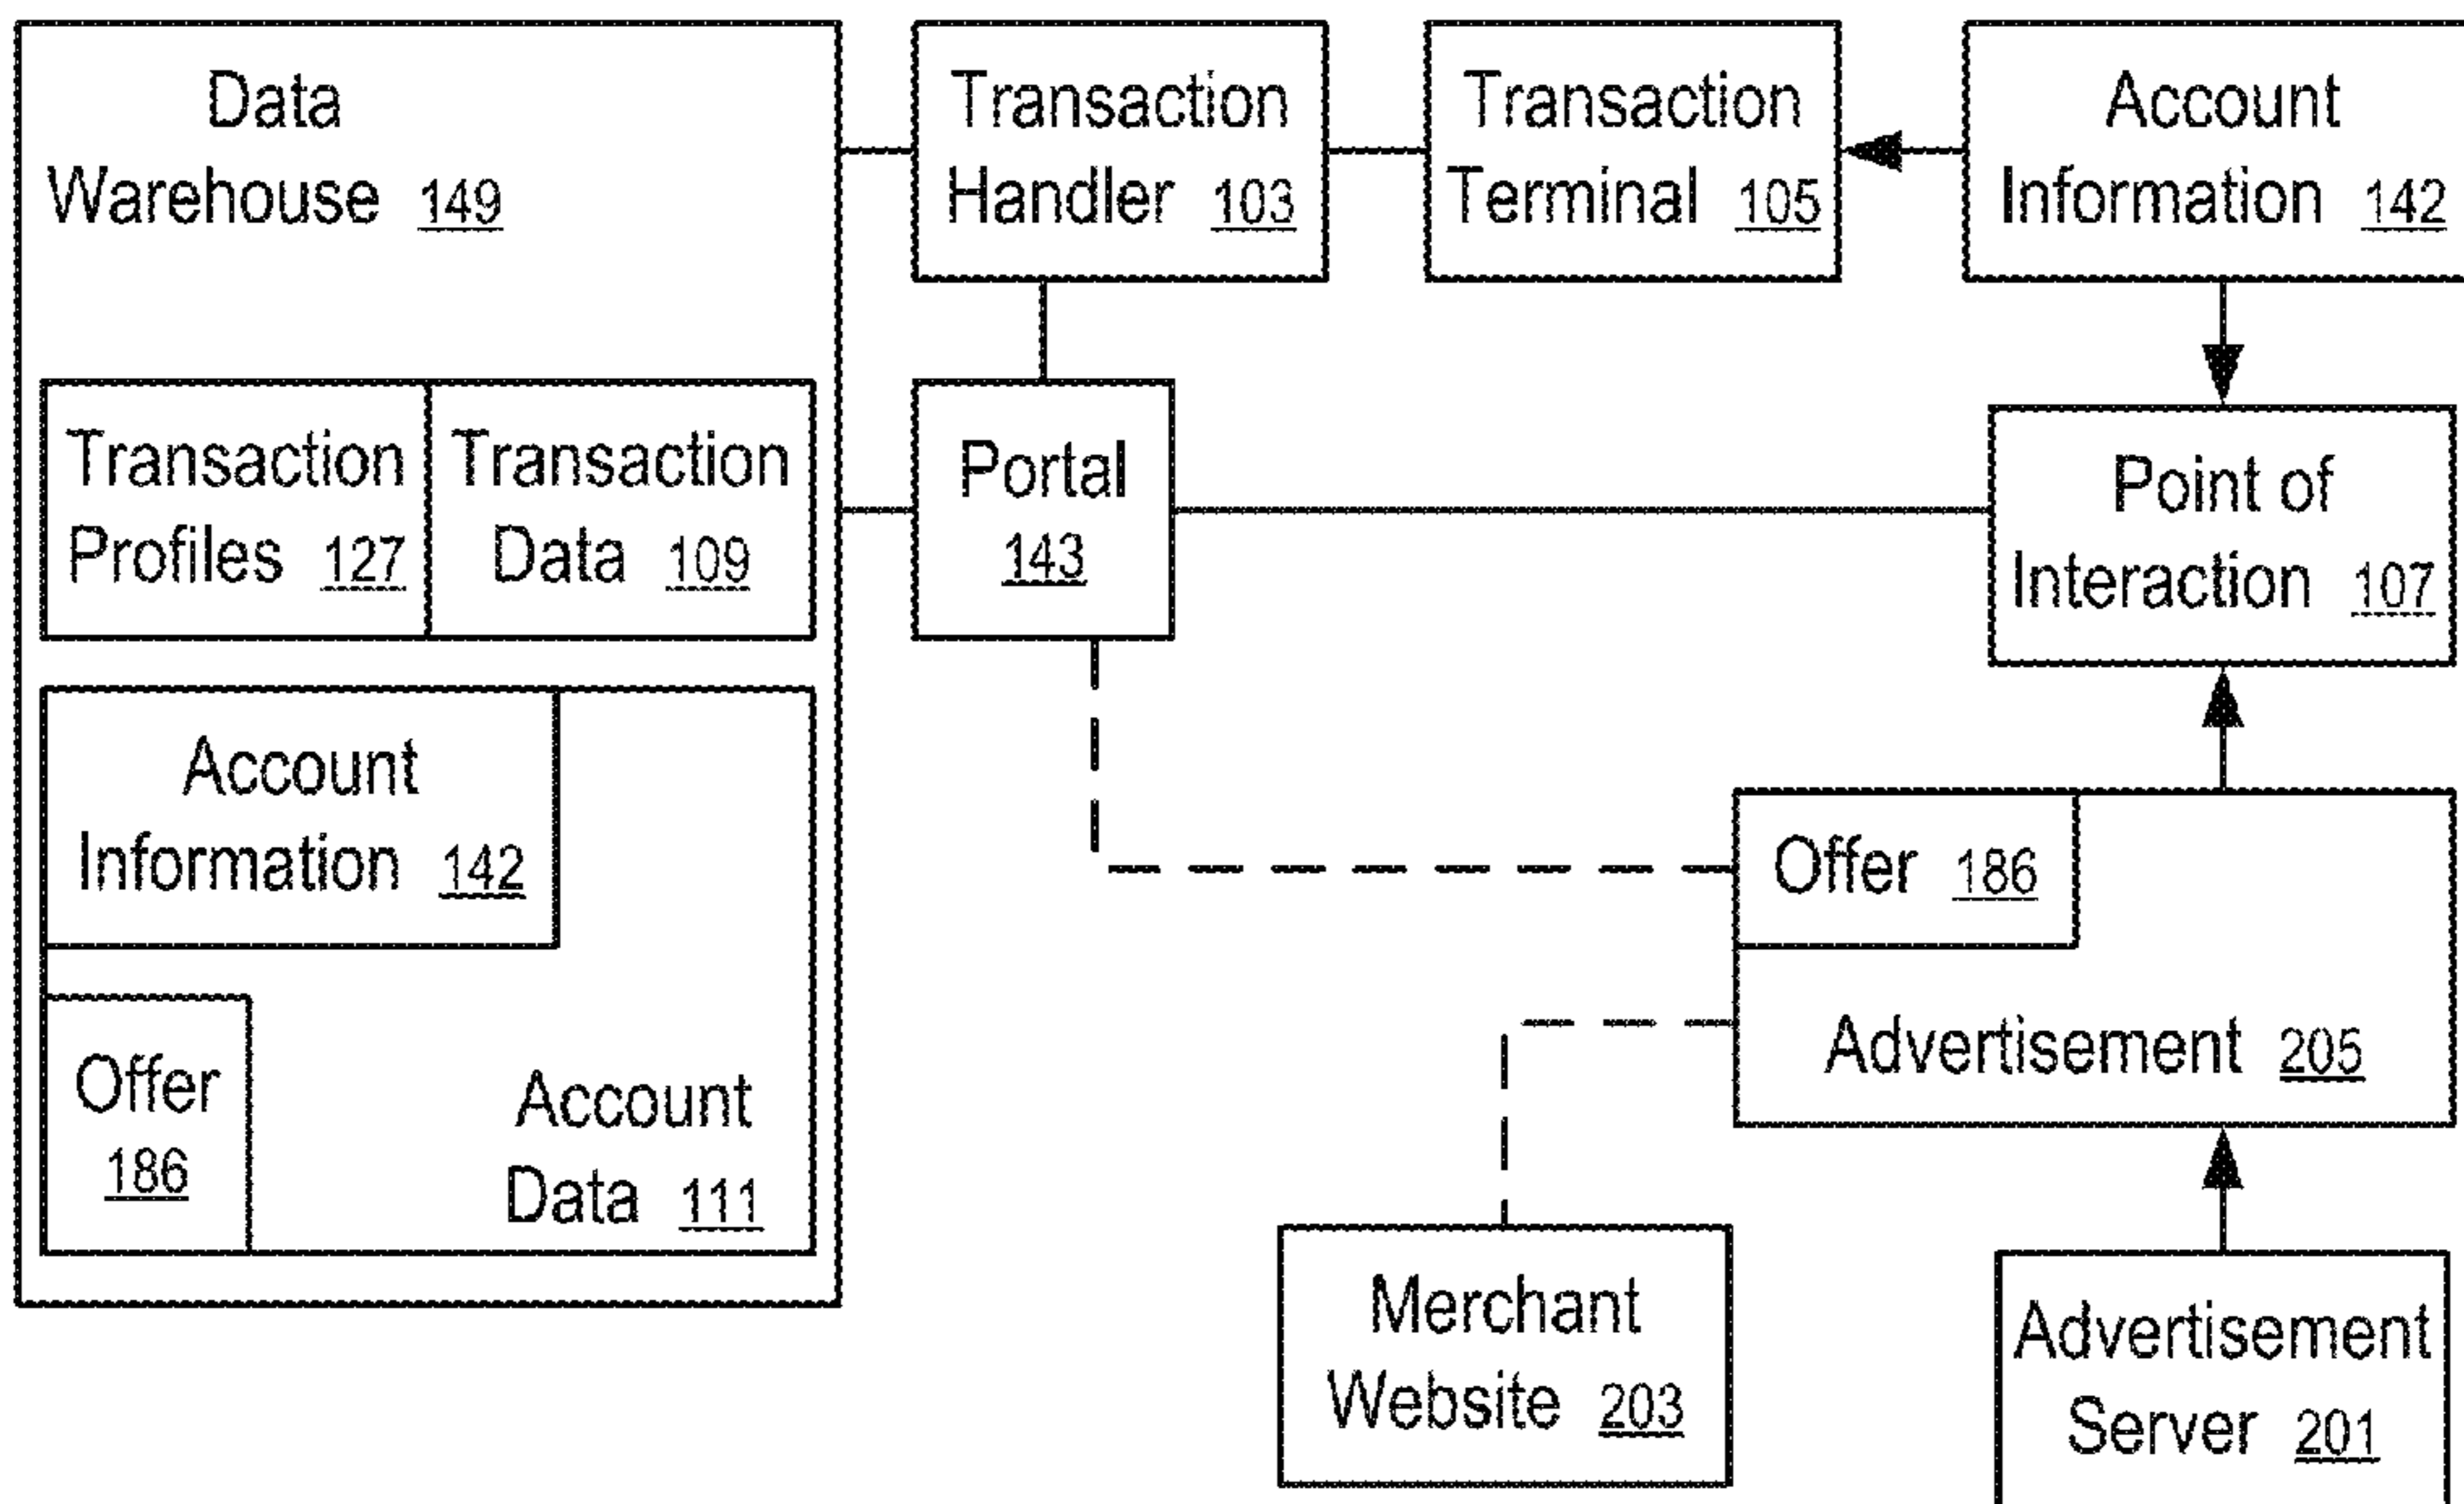 Data
Warehouse 149
Transaction
Handler 103
Transaction
Terminal 105
Account
Information 142
Transaction
Profiles 127
Transaction
Data 109
Portal
143
Point of
Interaction 107
Account
Information 142
Offer 186
Offer
186
Account
Data 111
Advertisement 205
Merchant
Website 203
Advertisement
Server 201